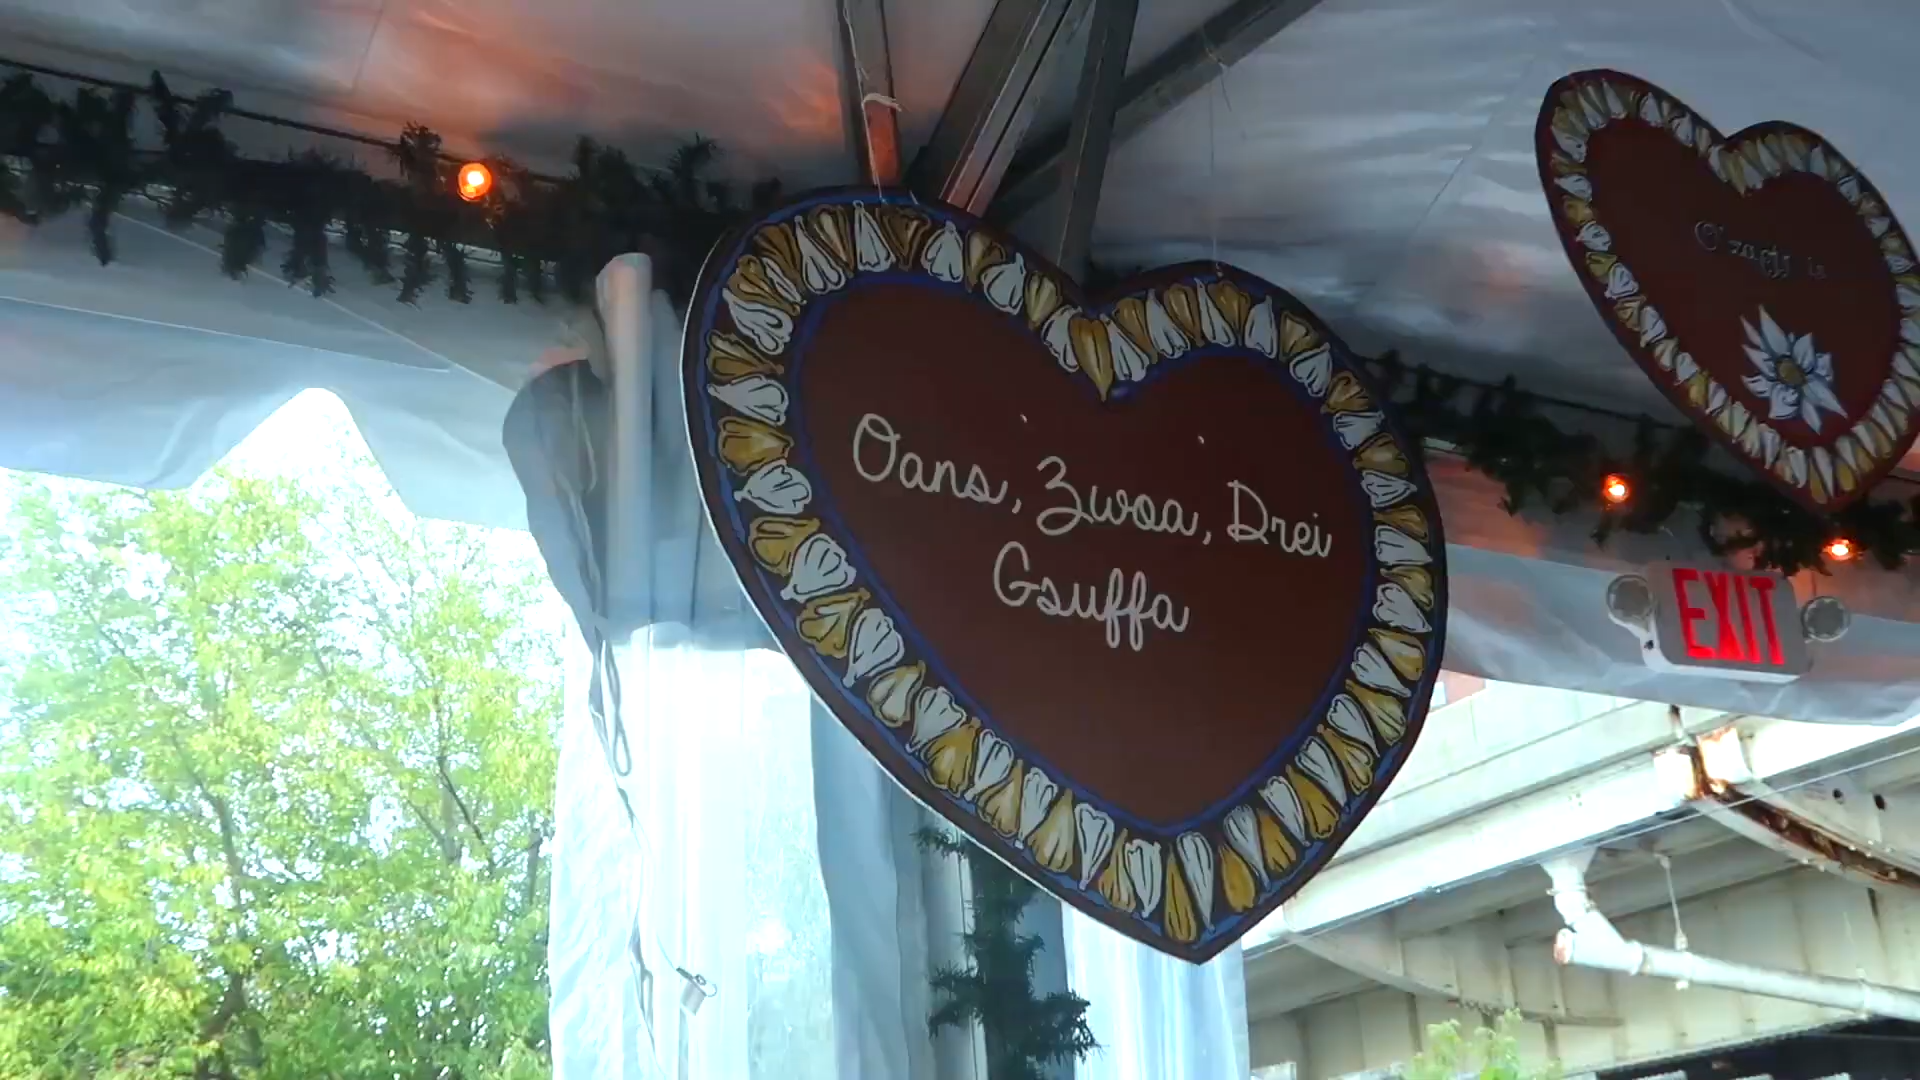 Oans, Zwoa, Drei
Gsuffa
EXIT